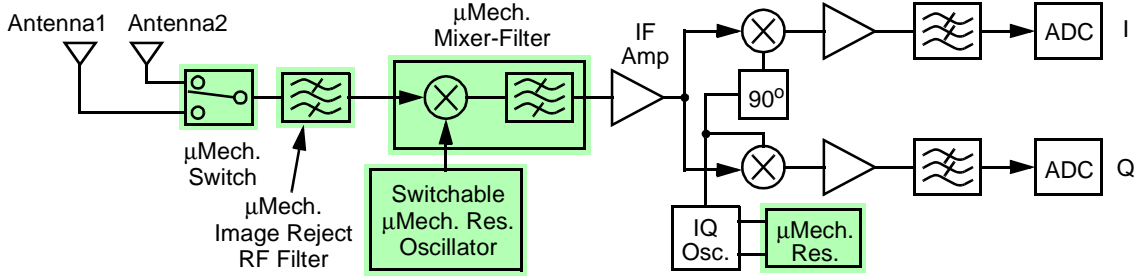 Antenna1
Antenna2
μMech.
Switch
μMech.
Image Reject
RF Filter
μMech.
Mixer-Filter
Switchable
μMech. Res.
Oscillator
IF
Amp
90o
IQ
Osc.
μMech.
Res.
ADC
I
ADC
Q